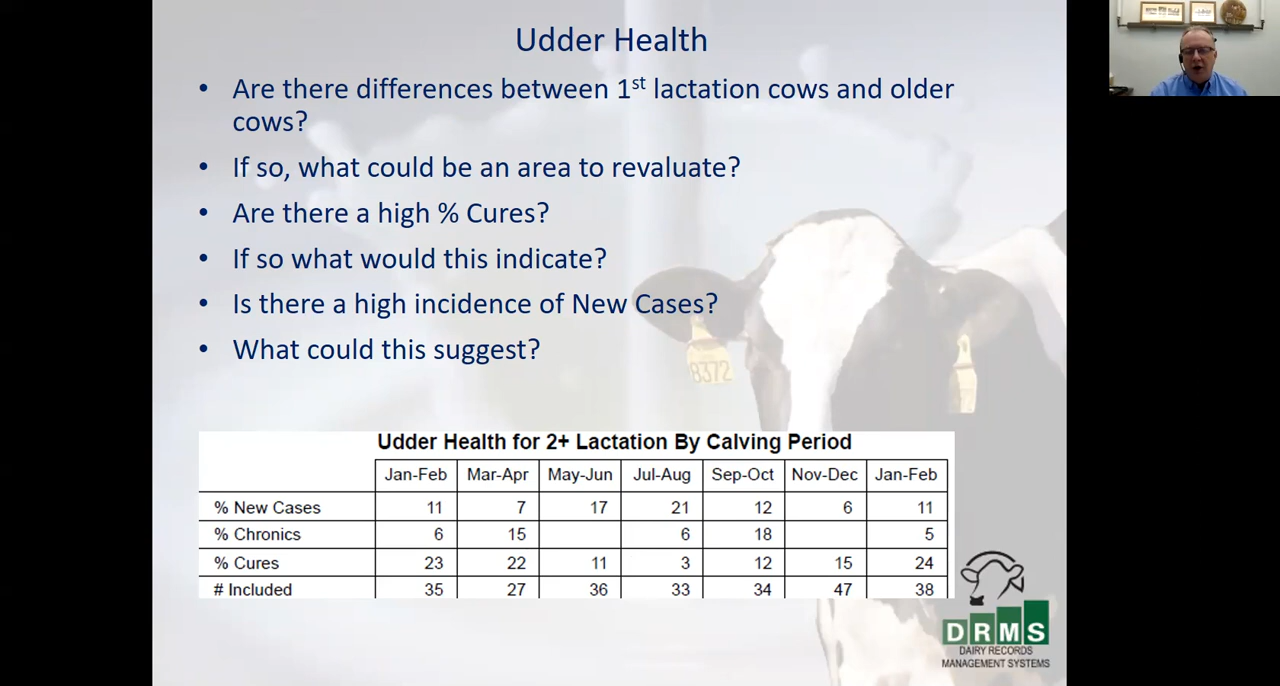 Udder Health
• Are there differences between 1st lactation cows and older
cows?
• If so, what could be an area to revaluate?
• Are there a high % Cures?
• If so what would this indicate?
• Is there a high incidence of New Cases?
• What could this suggest?
8372
Udder Health for 2+ Lactation By Calving Period
Jan-Feb Mar-Apr May-Jun Jul-Aug Sep-Oct Nov-Dec Jan-Feb
% New Cases 11 7 17 21 12 6 11
% Chronics 6 15 6 18 5
% Cures 23 22 11 3 12 15 24
# Included 35 27 36 33 34 47 38
DRMS
DAIRY RECORDS
MANAGEMENT SYSTEMS